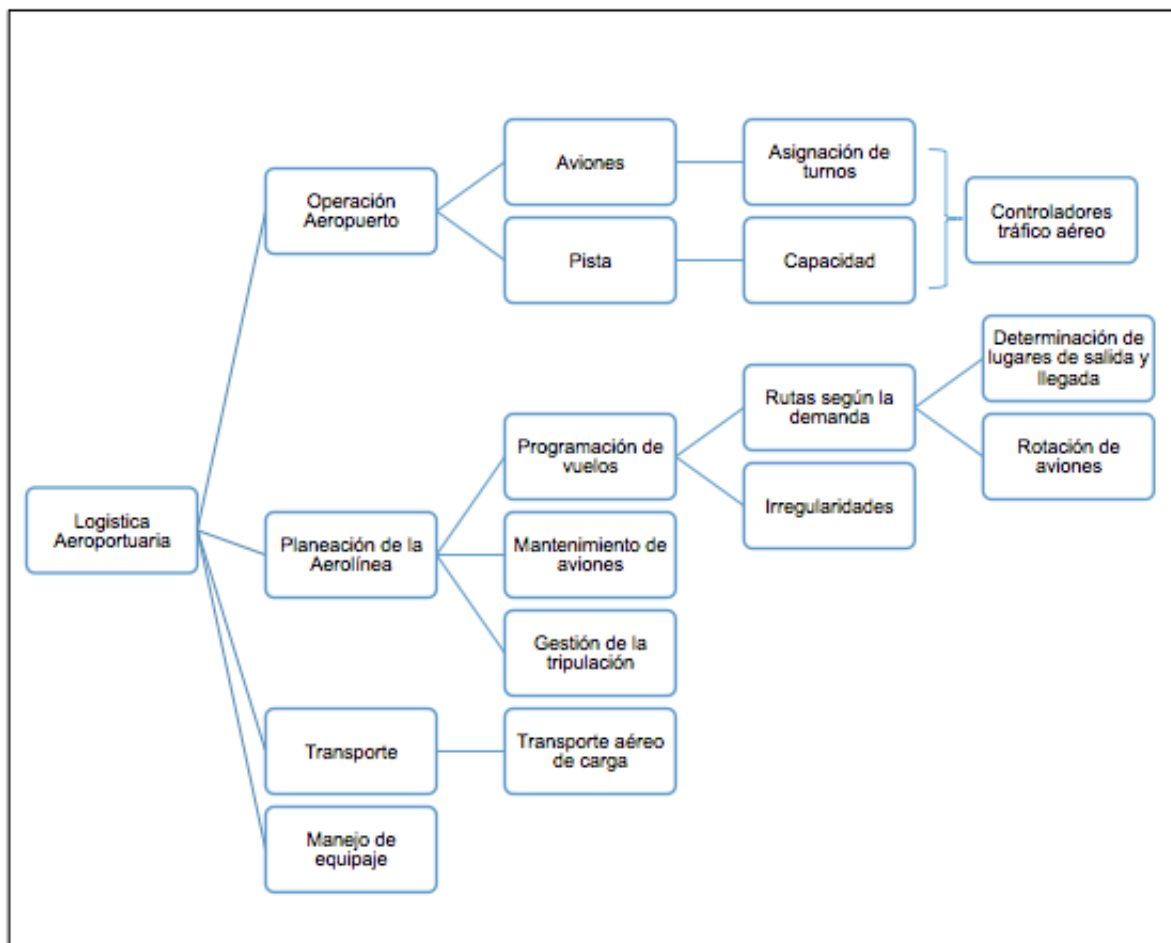 Operación
Aeropuerto
Aviones
Asignación de
turnos
Pista
Capacidad
Controladores
tráfico aéreo
Logistica
Aeroportuaria
Planeación de la
Aerolínea
Programación de
vuelos
Rutas según la
demanda
Determinación de
lugares de salida y
llegada
Rotación de
aviones
Irregularidades
Mantenimiento de
aviones
Gestión de la
tripulación
Transporte
Transporte aéreo
de carga
Manejo de
equipaje